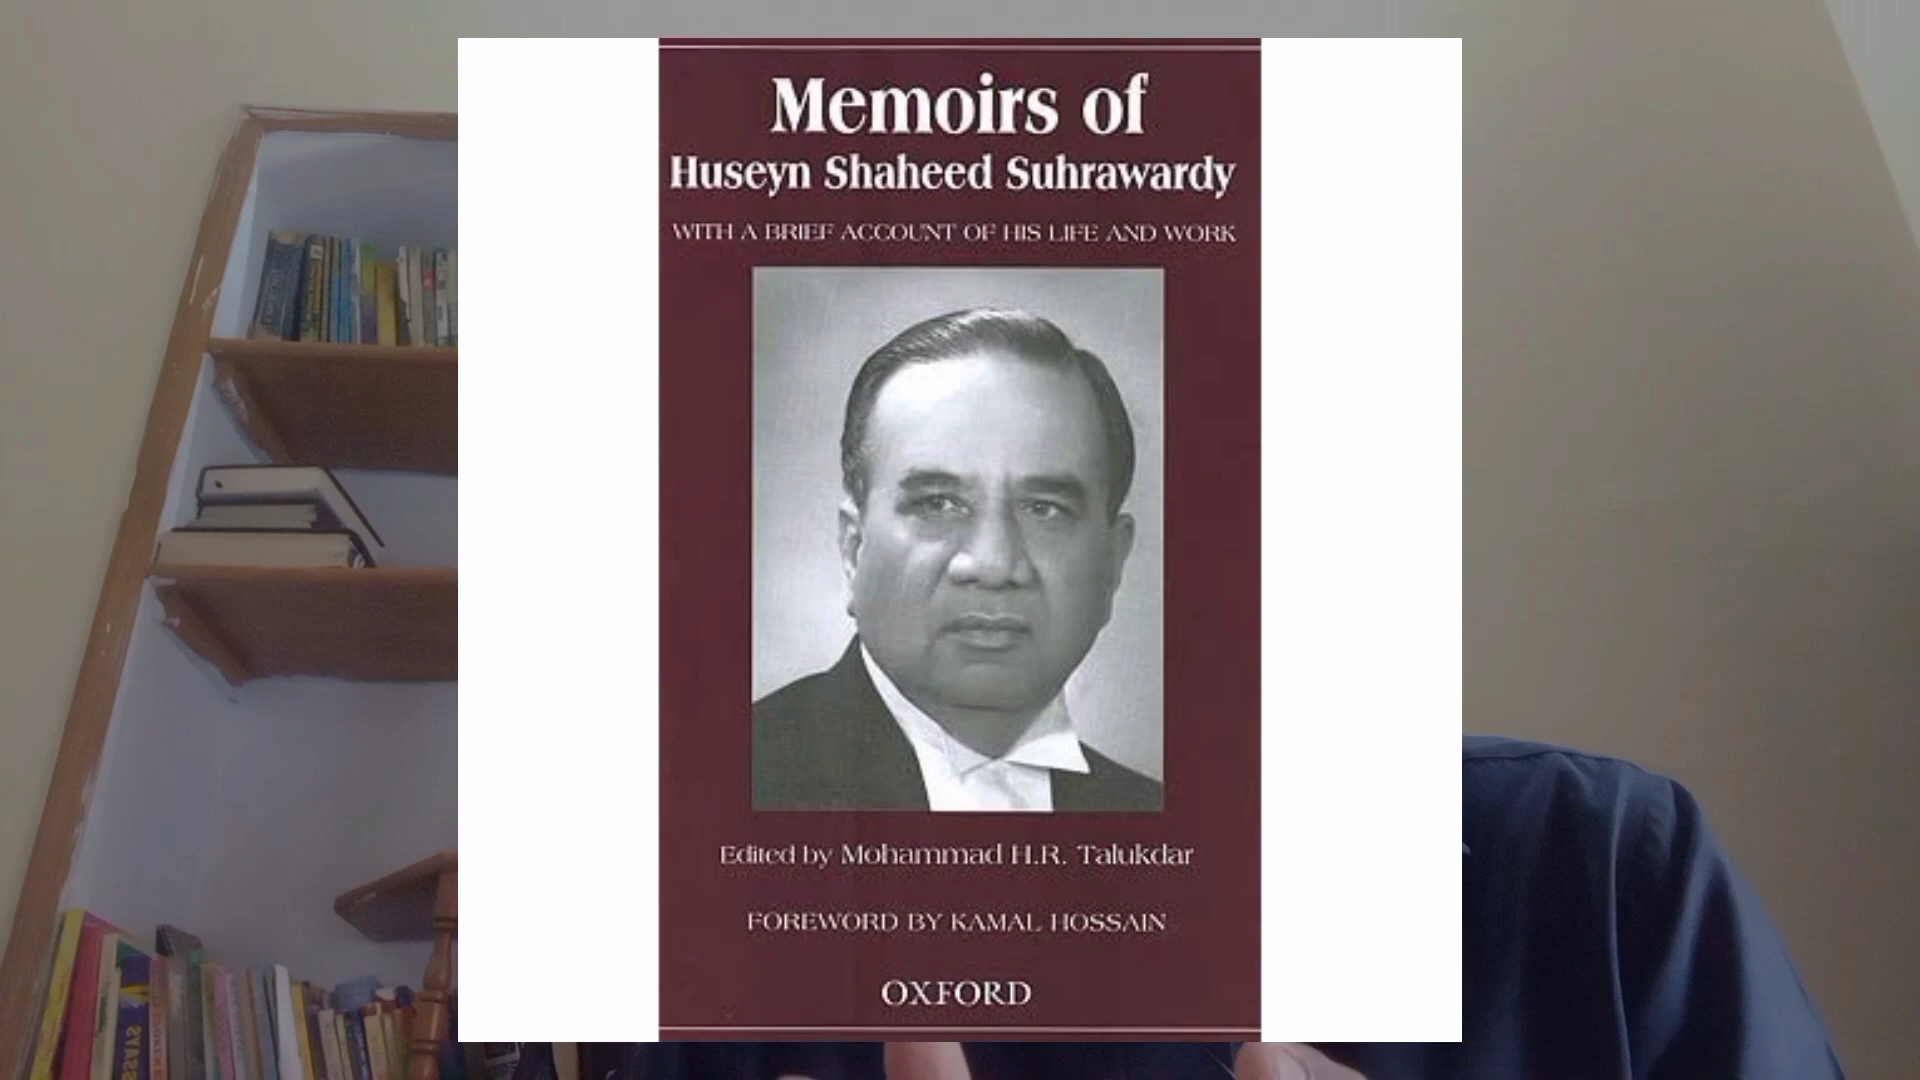 Memoirs of
Huseyn Shaheed Suhrawardy
WITH A BRIEF ACCOUNT OF HIS LIFE AND WORK
Edited by Mohammad H.R. Talukdar
FOREWORD BY KAMAL HOSSAIN
OXFORD
ESSAYS